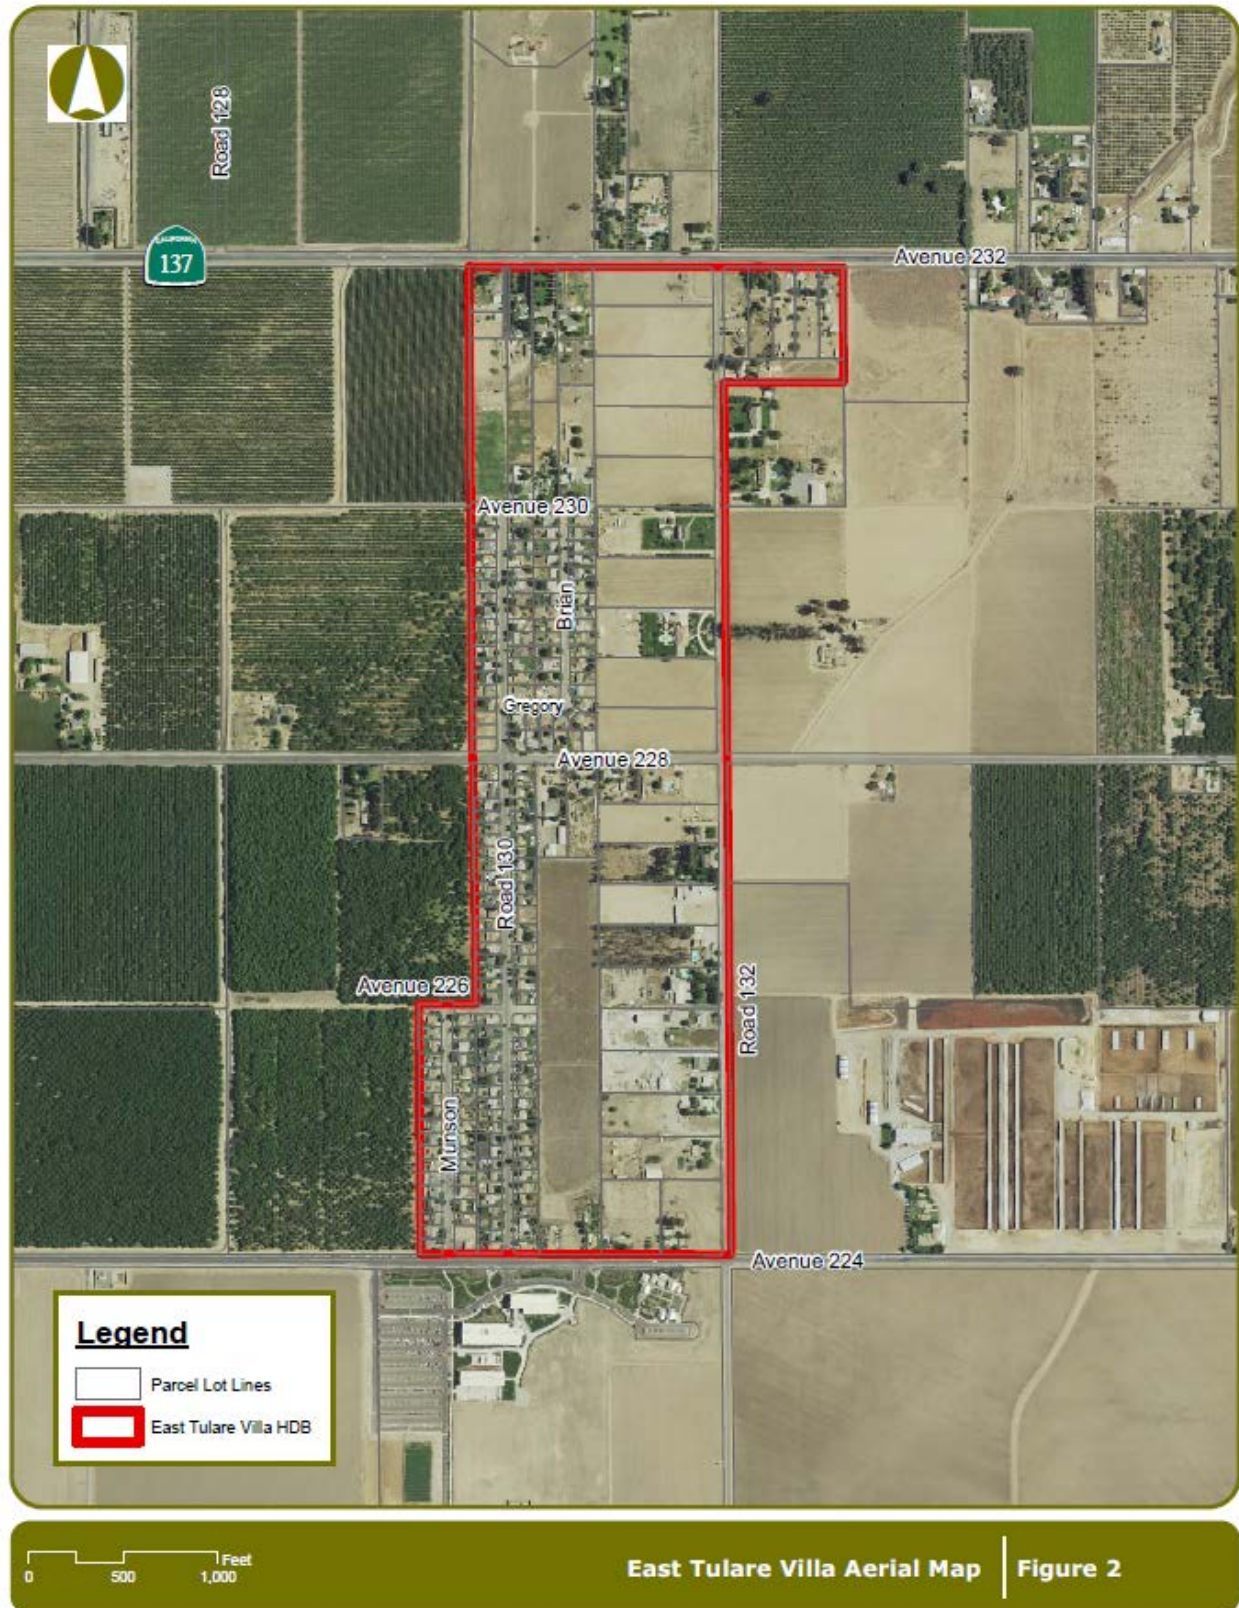 Road 128
CALIFORNIA
137
Avenue 232
Avenue 230
Brian
Gregory
Avenue 228
Road 130
Avenue 226
Road 132
Munson
Avenue 224
Legend
Parcel Lot Lines
East Tulare Villa HDB
Feet
0 500 1,000
East Tulare Villa Aerial Map
Figure 2